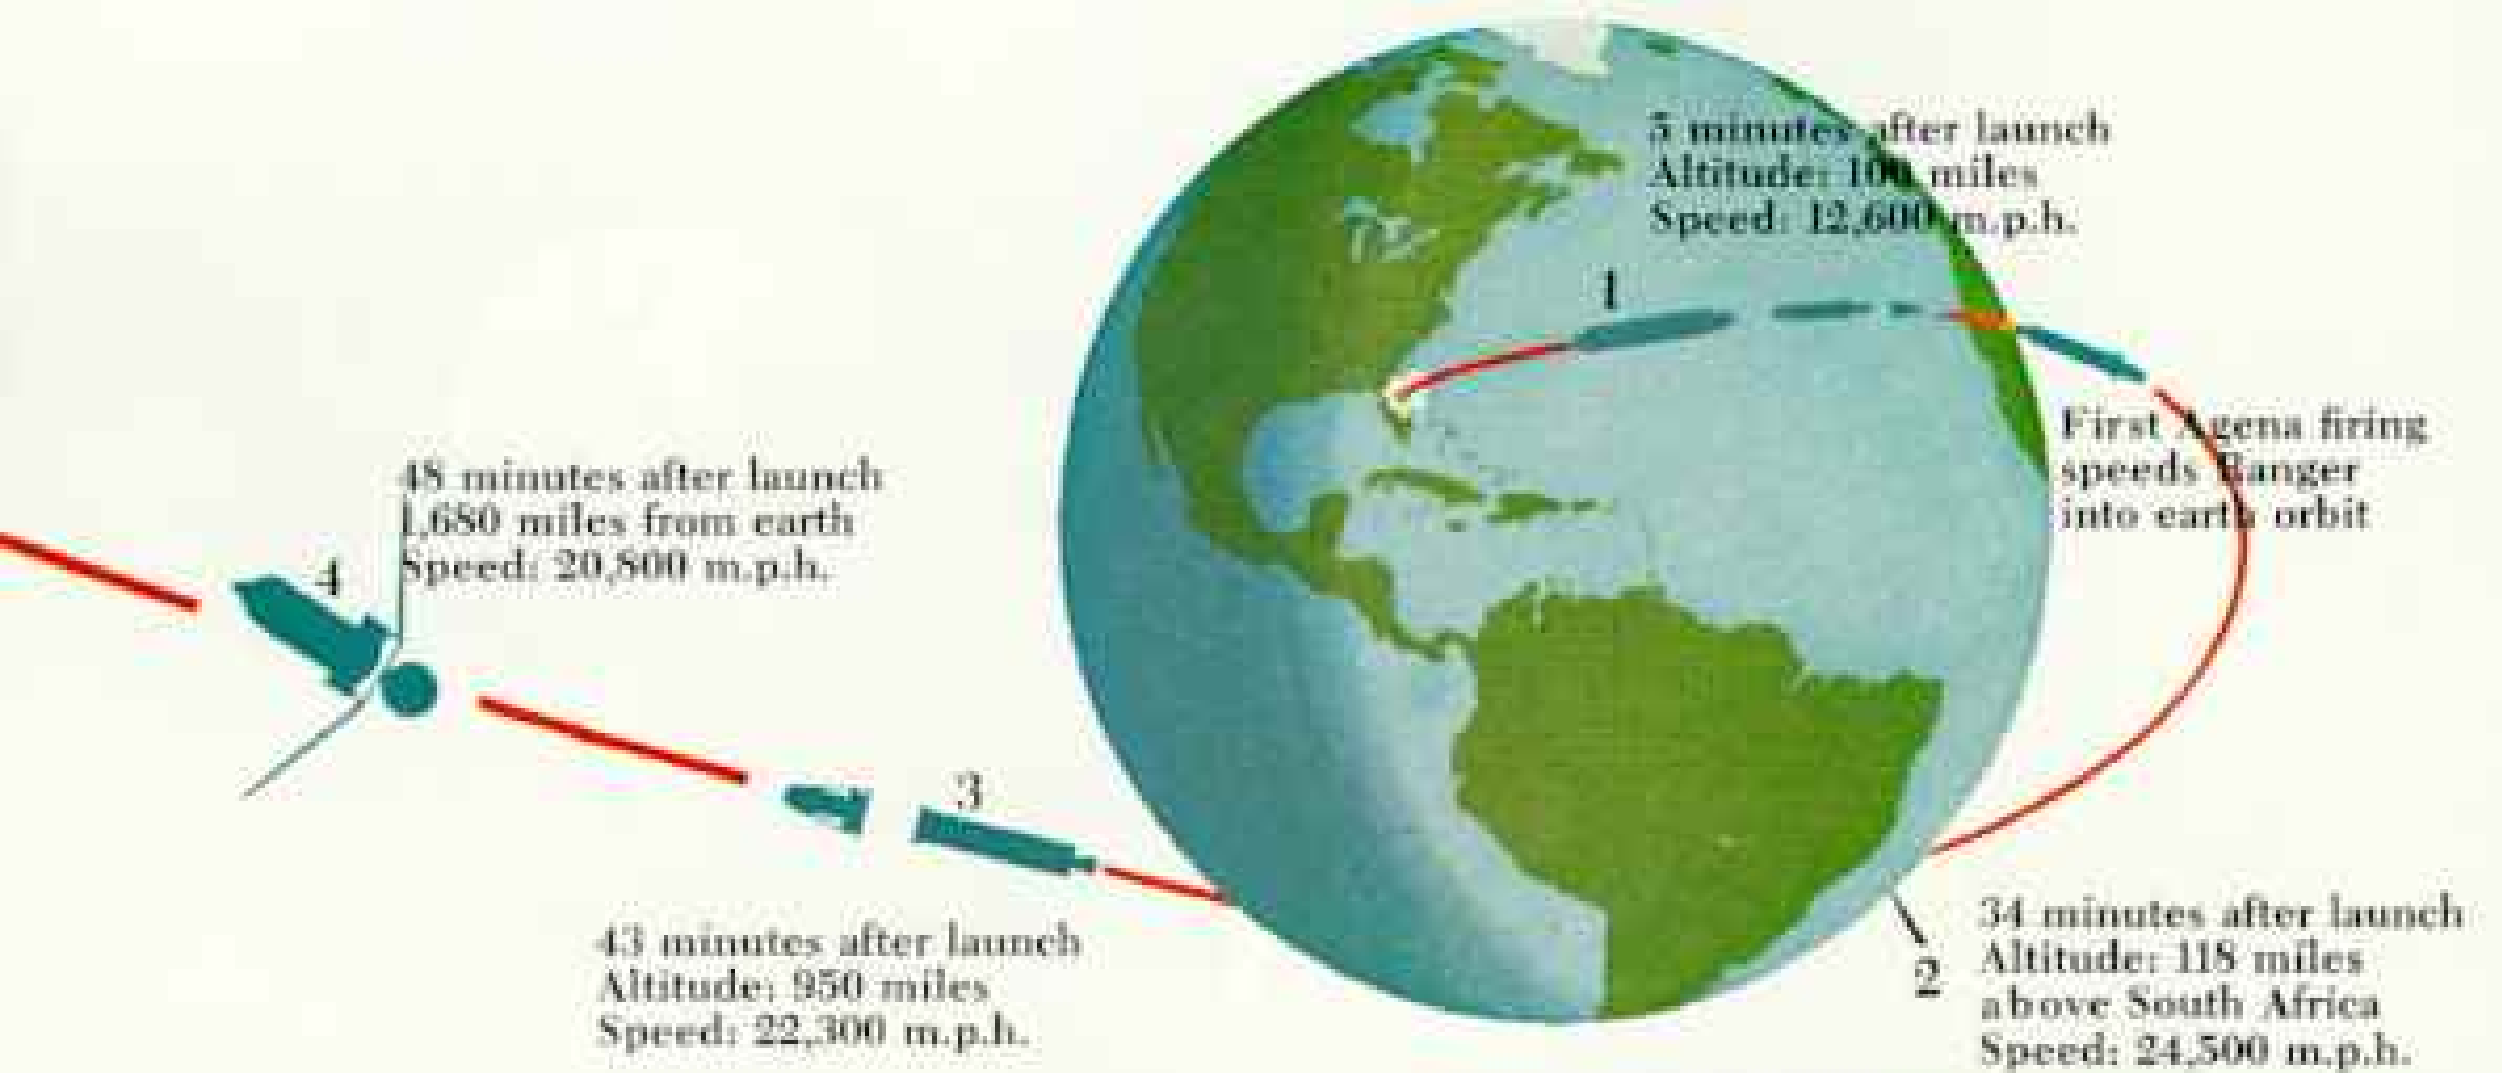 5 minutes after launch
Altitude: 100 miles
Speed: 12,600 m.p.h.
1
First Agena firing
speeds Ranger
into earth orbit
48 minutes after launch
1,680 miles from earth
Speed: 20,800 m.p.h.
4
3
43 minutes after launch
Altitude: 950 miles
Speed: 22,300 m.p.h.
2
34 minutes after launch
Altitude: 118 miles
above South Africa
Speed: 24,500 m.p.h.